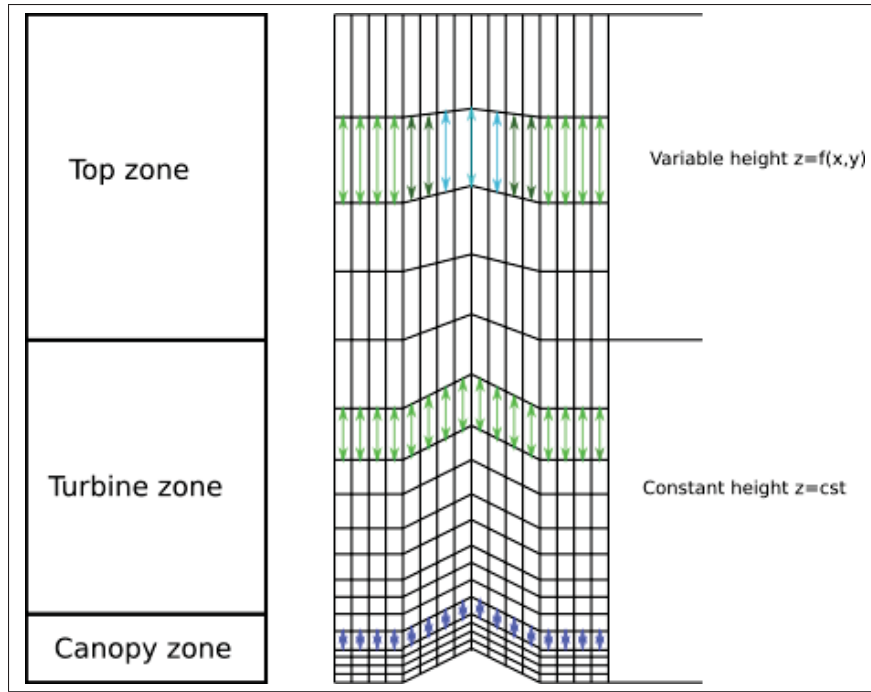 Top zone
Variable height z=f(x,y)
Turbine zone
Constant height z=cst
Canopy zone